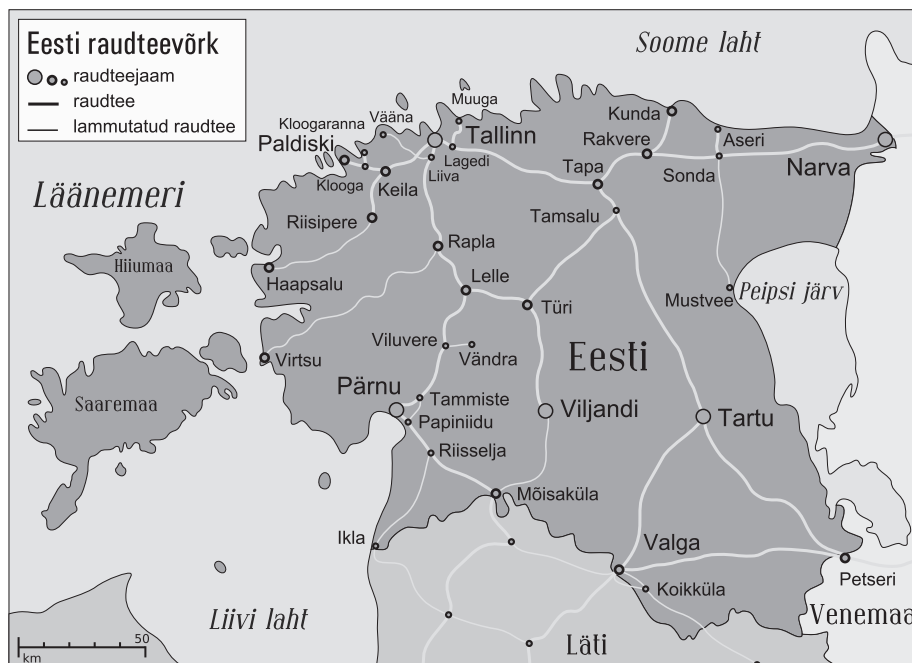 Eesti raudteevõrk
raudteejaam
raudtee
lammutatud raudtee
Soome laht
Muuga
Vääna
Kloogaranna
Paldiski
Tallinn
Kunda
Lagedi
Liiva
Rakvere
Aseri
Narva
Klooga
Keila
Tapa
Sonda
Läänemeri
Riisipere
Tamsalu
Rapla
Hiiumaa
Haapsalu
Lelle
Türi
Mustvee
Peipsi järv
Viluvere
Vändra
Eesti
Virtsu
Pärnu
Saaremaa
Tammiste
Papiniidu
Viljandi
Tartu
Riisselja
Mõisaküla
Ikla
Valga
Koikküla
Petseri
Liivi laht
Venemaa
Läti
50
km